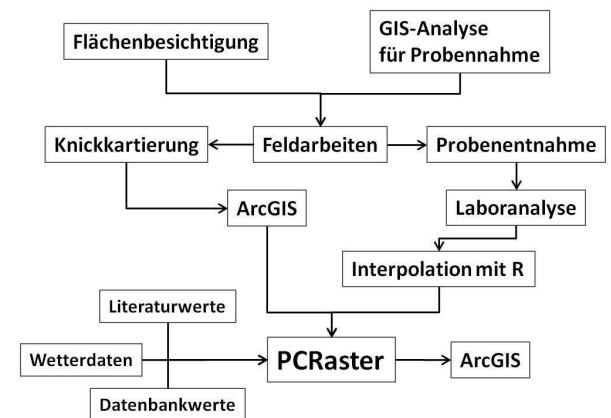 Flächenbesichtigung
GIS-Analyse
für Probennahme
Knickkartierung
Feldarbeiten
Probenentnahme
ArcGIS
Laboranalyse
Interpolation mit R
Literaturwerte
Wetterdaten
PCRaster
ArcGIS
Datenbankwerte